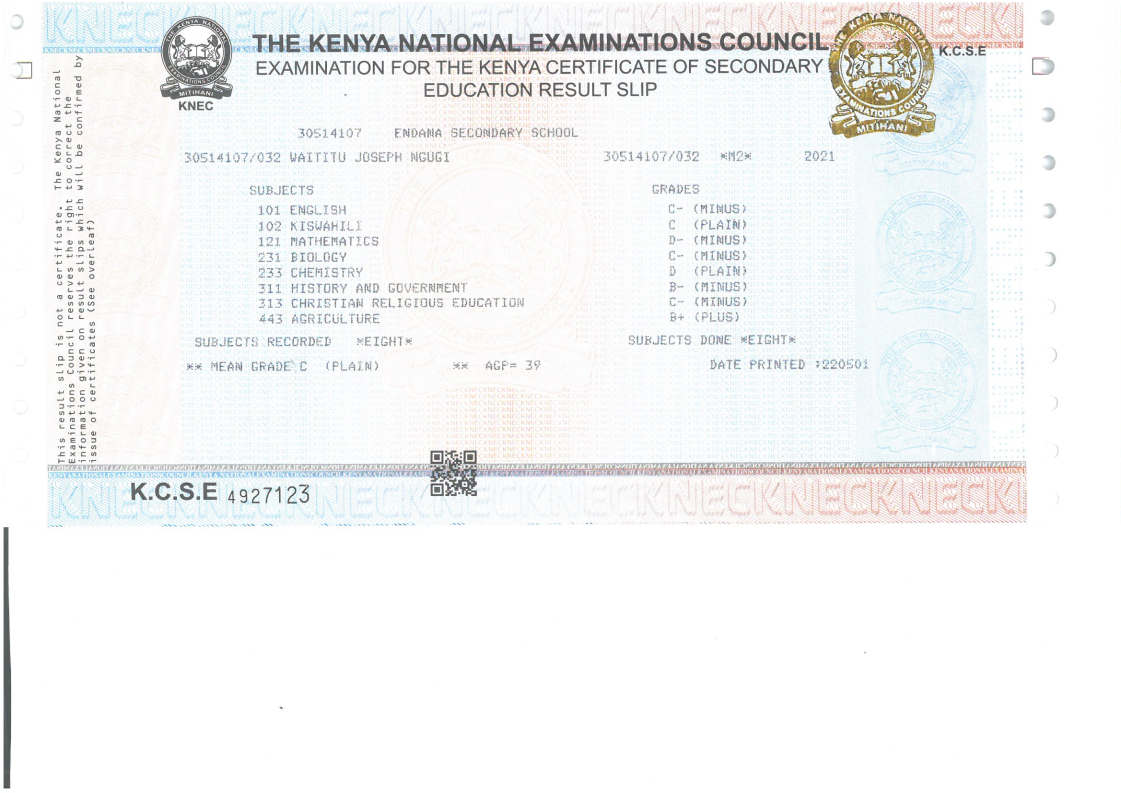 THE KENYA NATIONAL EXAMINATIONS COUNCIL
EXAMINATION FOR THE KENYA CERTIFICATE OF SECONDARY
EDUCATION RESULT SLIP
KNEC
MITIHANI
THE KENYA NATIONAL
EXAMINATIONS COUNCIL
MITIHANI
K.C.S.E
30514107 ENDANA SECONDARY SCHOOL
30514107/032 WAITITU JOSEPH NGUGI 30514107/032 *M2* 2021
SUBJECTS GRADES
101 ENGLISH C- (MINUS)
102 KISWAHILI C (PLAIN)
121 MATHEMATICS D- (MINUS)
231 BIOLOGY C- (MINUS)
233 CHEMISTRY D (PLAIN)
311 HISTORY AND GOVERNMENT B- (MINUS)
313 CHRISTIAN RELIGIOUS EDUCATION C- (MINUS)
443 AGRICULTURE B+ (PLUS)
SUBJECTS RECORDED *EIGHT* SUBJECTS DONE *EIGHT*
** MEAN GRADE C (PLAIN) ** AGP= 39 DATE PRINTED :220501
This result slip is not a certificate. The Kenya National
Examinations Council reserves the right to correct the
information given on result slips which will be confirmed by
issue of certificates (See overleaf)
K.C.S.E 4927123
KNECKNECKNECKNECKNECKNECKNECKNECK